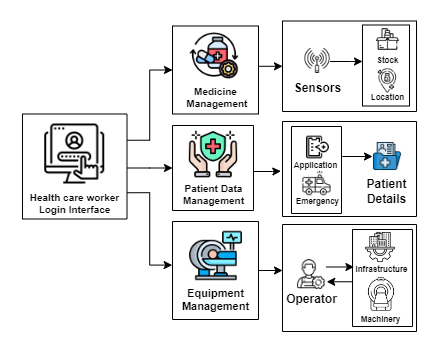 Health care worker
Login Interface
Medicine
Management
Sensors
Stock
Location
Patient Data
Management
Application
Emergency
Patient
Details
Equipment
Management
Operator
Infrastructure
Machinery